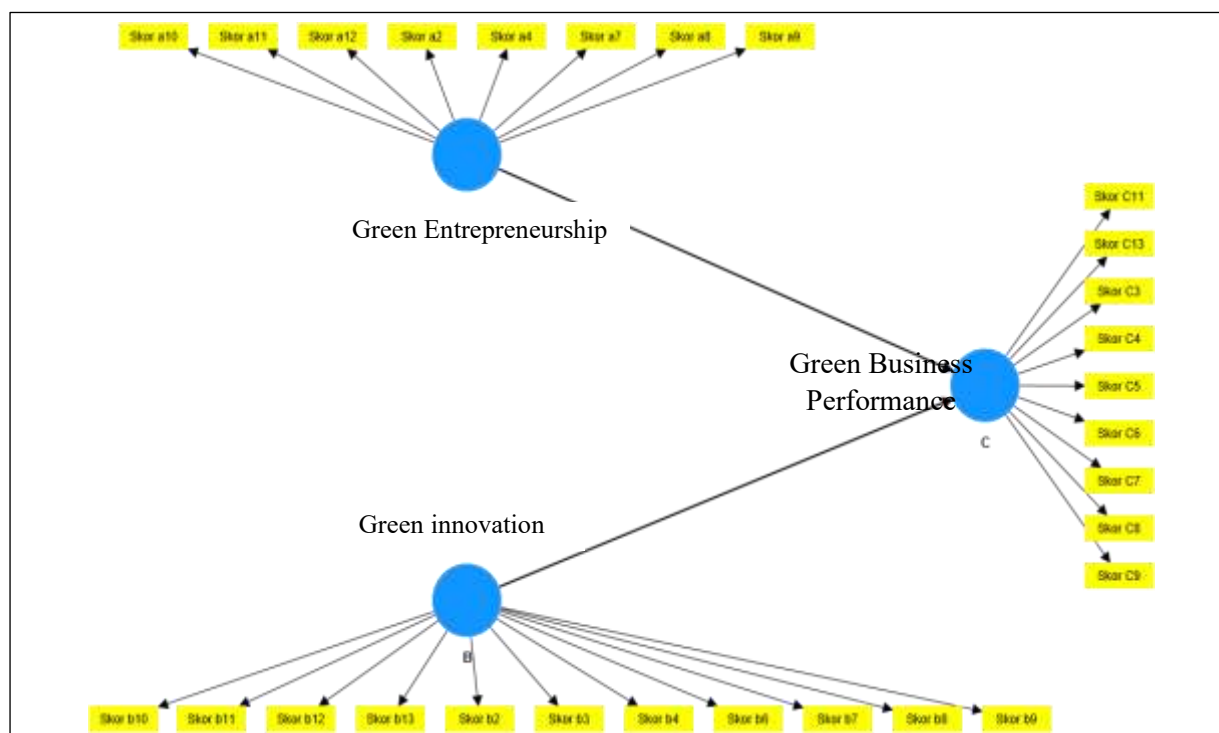 Skor a10 Skor a11 Skor a12 Skor a2 Skor a4 Skor a7 Skor a8 Skor a9
Green Entrepreneurship
Skor C11
Skor C13
Skor C3
Skor C4
Green Business
Performance
Skor C5
Skor C6
C
Skor C7
Skor C8
Skor C9
Green innovation
B
Skor b10 Skor b11 Skor b12 Skor b13 Skor b2 Skor b3 Skor b4 Skor b6 Skor b7 Skor b8 Skor b9